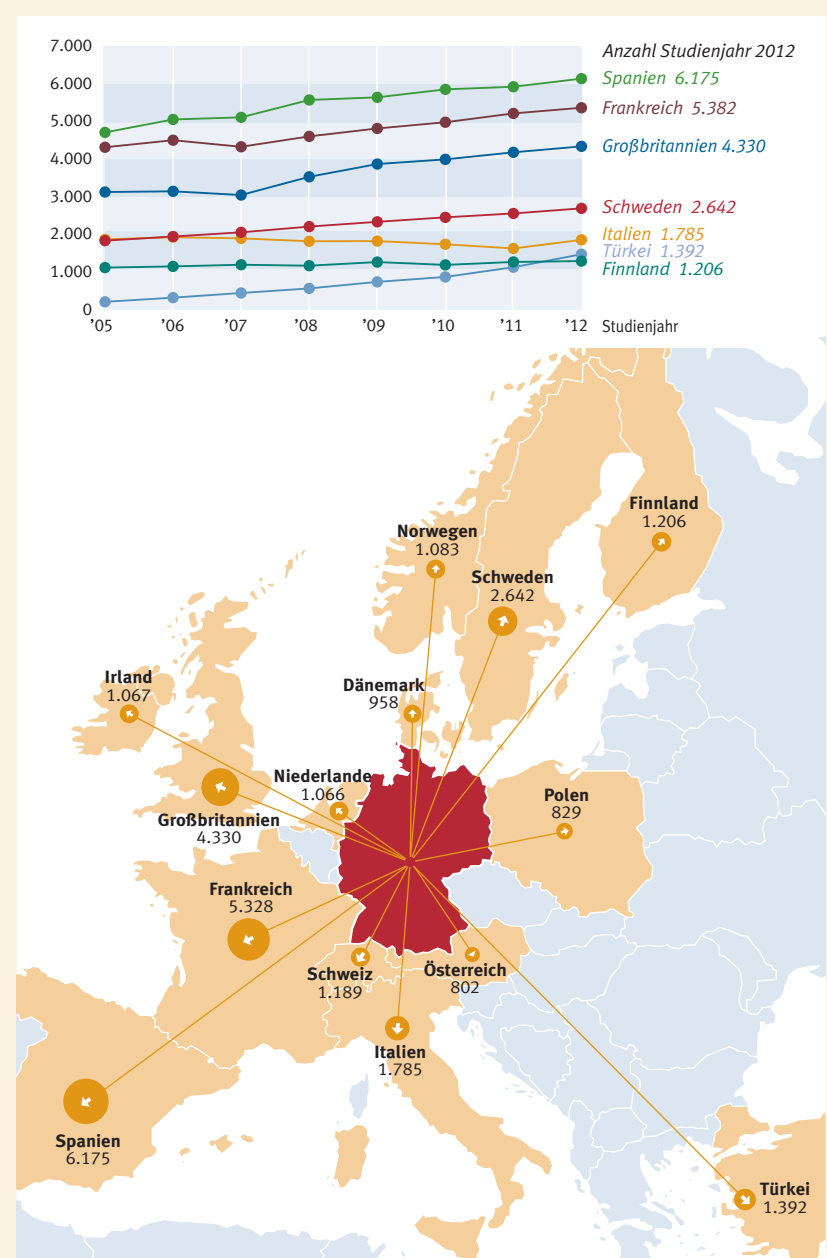 7.000
6.000
5.000
4.000
3.000
2.000
1.000
0
Anzahl Studienjahr 2012
Spanien 6.175
Frankreich 5.382
Großbritannien 4.330
Schweden 2.642
Italien 1.785
Türkei 1.392
Finnland 1.206
’05 ’06 ’07 ’08 ’09 ’10 ’11 ’12 Studienjahr
Finnland
1.206
Norwegen
1.083
Schweden
2.642
Irland
1.067
Dänemark
958
Niederlande
1.066
Polen
829
Großbritannien
4.330
Frankreich
5.328
Schweiz
1.189
Österreich
802
Italien
1.785
Spanien
6.175
Türkei
1.392